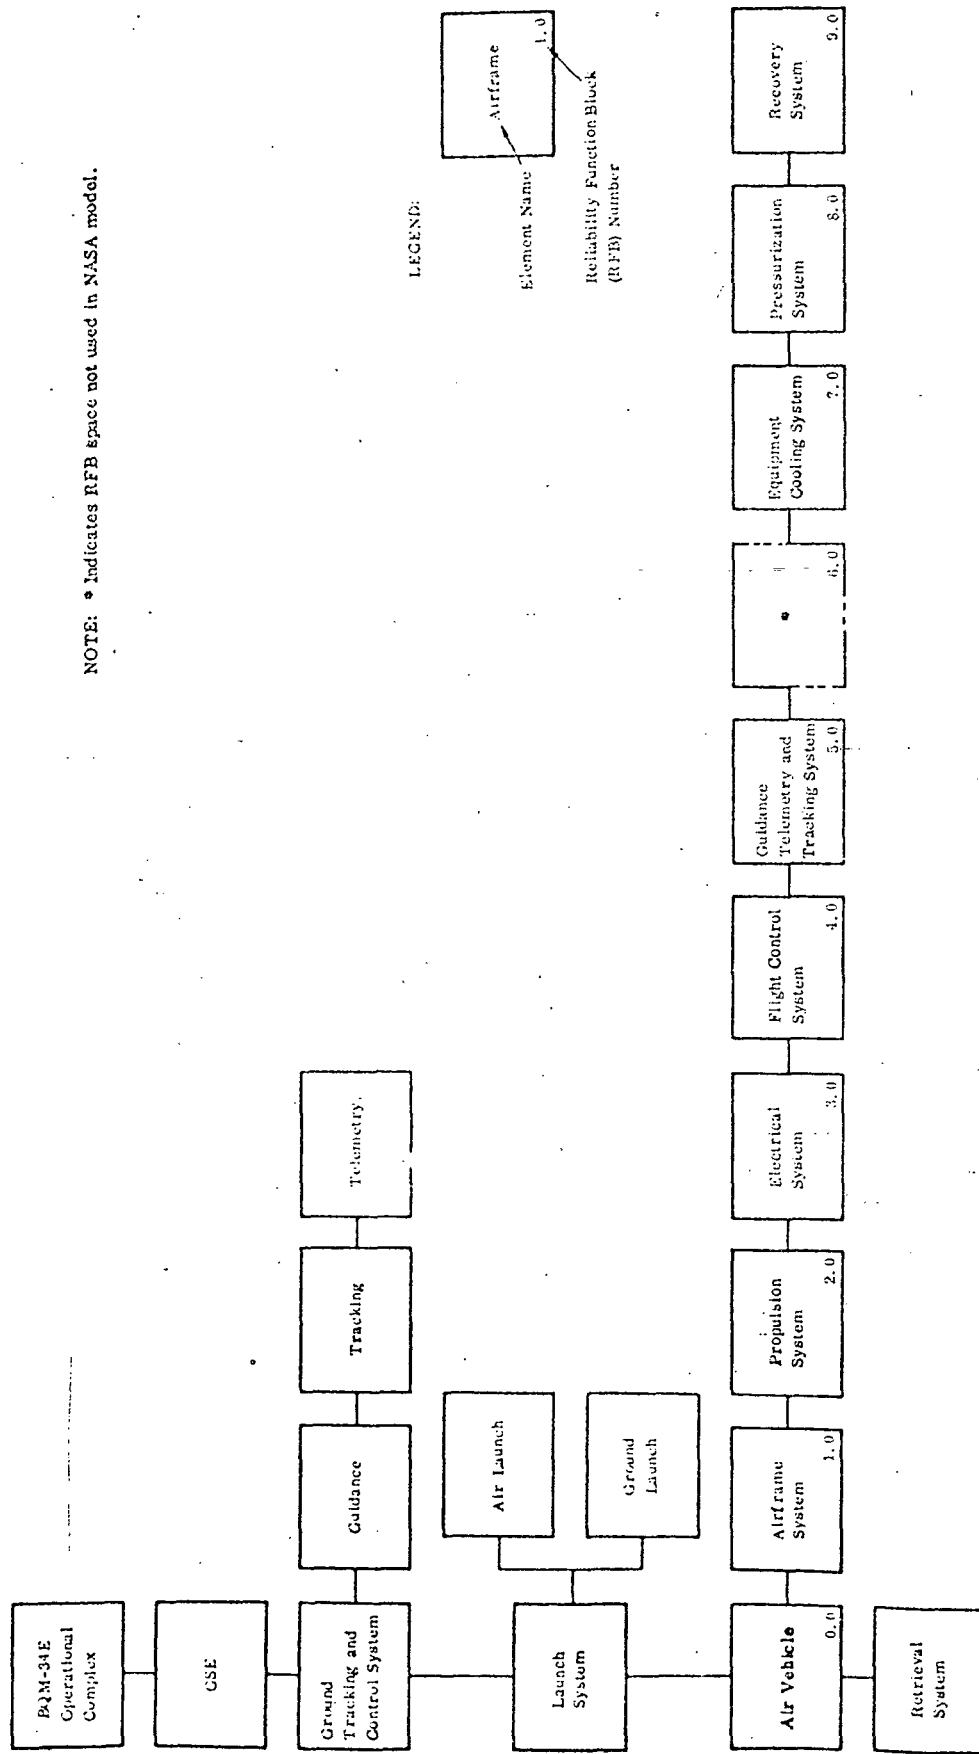 NOTE: * Indicates RFB space not used in NASA model.
LEGEND:
Airframe
1.0
Element Name
Reliability Function Block
(RFB) Number
BQM-34E
Operational
Complex
GSE
Ground
Tracking and
Control System
Guidance
Tracking
Telemetry
Launch
System
Air Launch
Ground
Launch
Air Vehicle
0.0
Airframe
System
1.0
Propulsion
System
2.0
Electrical
System
3.0
Flight Control
System
4.0
Guidance
Telemetry and
Tracking System
5.0
*
6.0
Equipment
Cooling System
7.0
Pressurization
System
8.0
Recovery
System
9.0
Retrieval
System